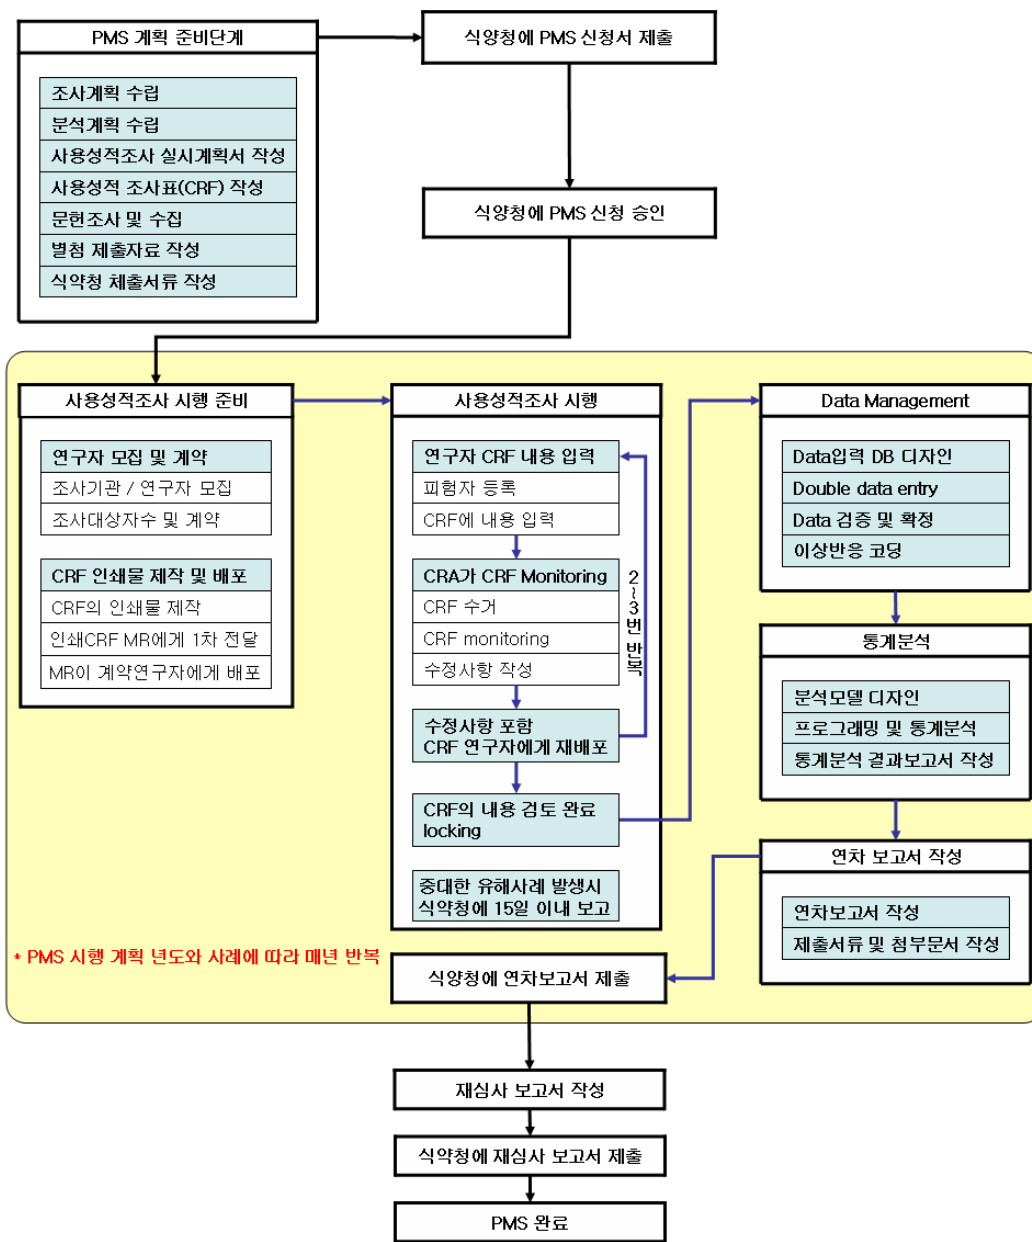 PMS 계획 준비단계
조사계획 수립
분석계획 수립
사용성적조사 실시계획서 작성
사용성적 조사표(CRF) 작성
문헌조사 및 수집
별첨 제출자료 작성
식약청 체출서류 작성
식양청에 PMS 신청서 제출
식양청에 PMS 신청 승인
사용성적조사 시행 준비
연구자 모집 및 계약
조사기관 / 연구자 모집
조사대상자수 및 계약
CRF 인쇄물 제작 및 배포
CRF의 인쇄물 제작
인쇄CRF MR에게 1차 전달
MR이 계약연구자에게 배포
사용성적조사 시행
연구자 CRF 내용 입력
피험자 등록
CRF에 내용 입력
CRA가 CRF Monitoring
CRF 수거
CRF monitoring
수정사항 작성
수정사항 포함
CRF 연구자에게 재배포
2~3번 반복
CRF의 내용 검토 완료
locking
중대한 유해사례 발생시
식약청에 15일 이내 보고
Data Management
Data입력 DB 디자인
Double data entry
Data 검증 및 확정
이상반응 코딩
통계분석
분석모델 디자인
프로그래밍 및 통계분석
통계분석 결과보고서 작성
연차 보고서 작성
연차보고서 작성
제출서류 및 첨부문서 작성
* PMS 시행 계획 년도와 사례에 따라 매년 반복
식양청에 연차보고서 제출
재심사 보고서 작성
식약청에 재심사 보고서 제출
PMS 완료